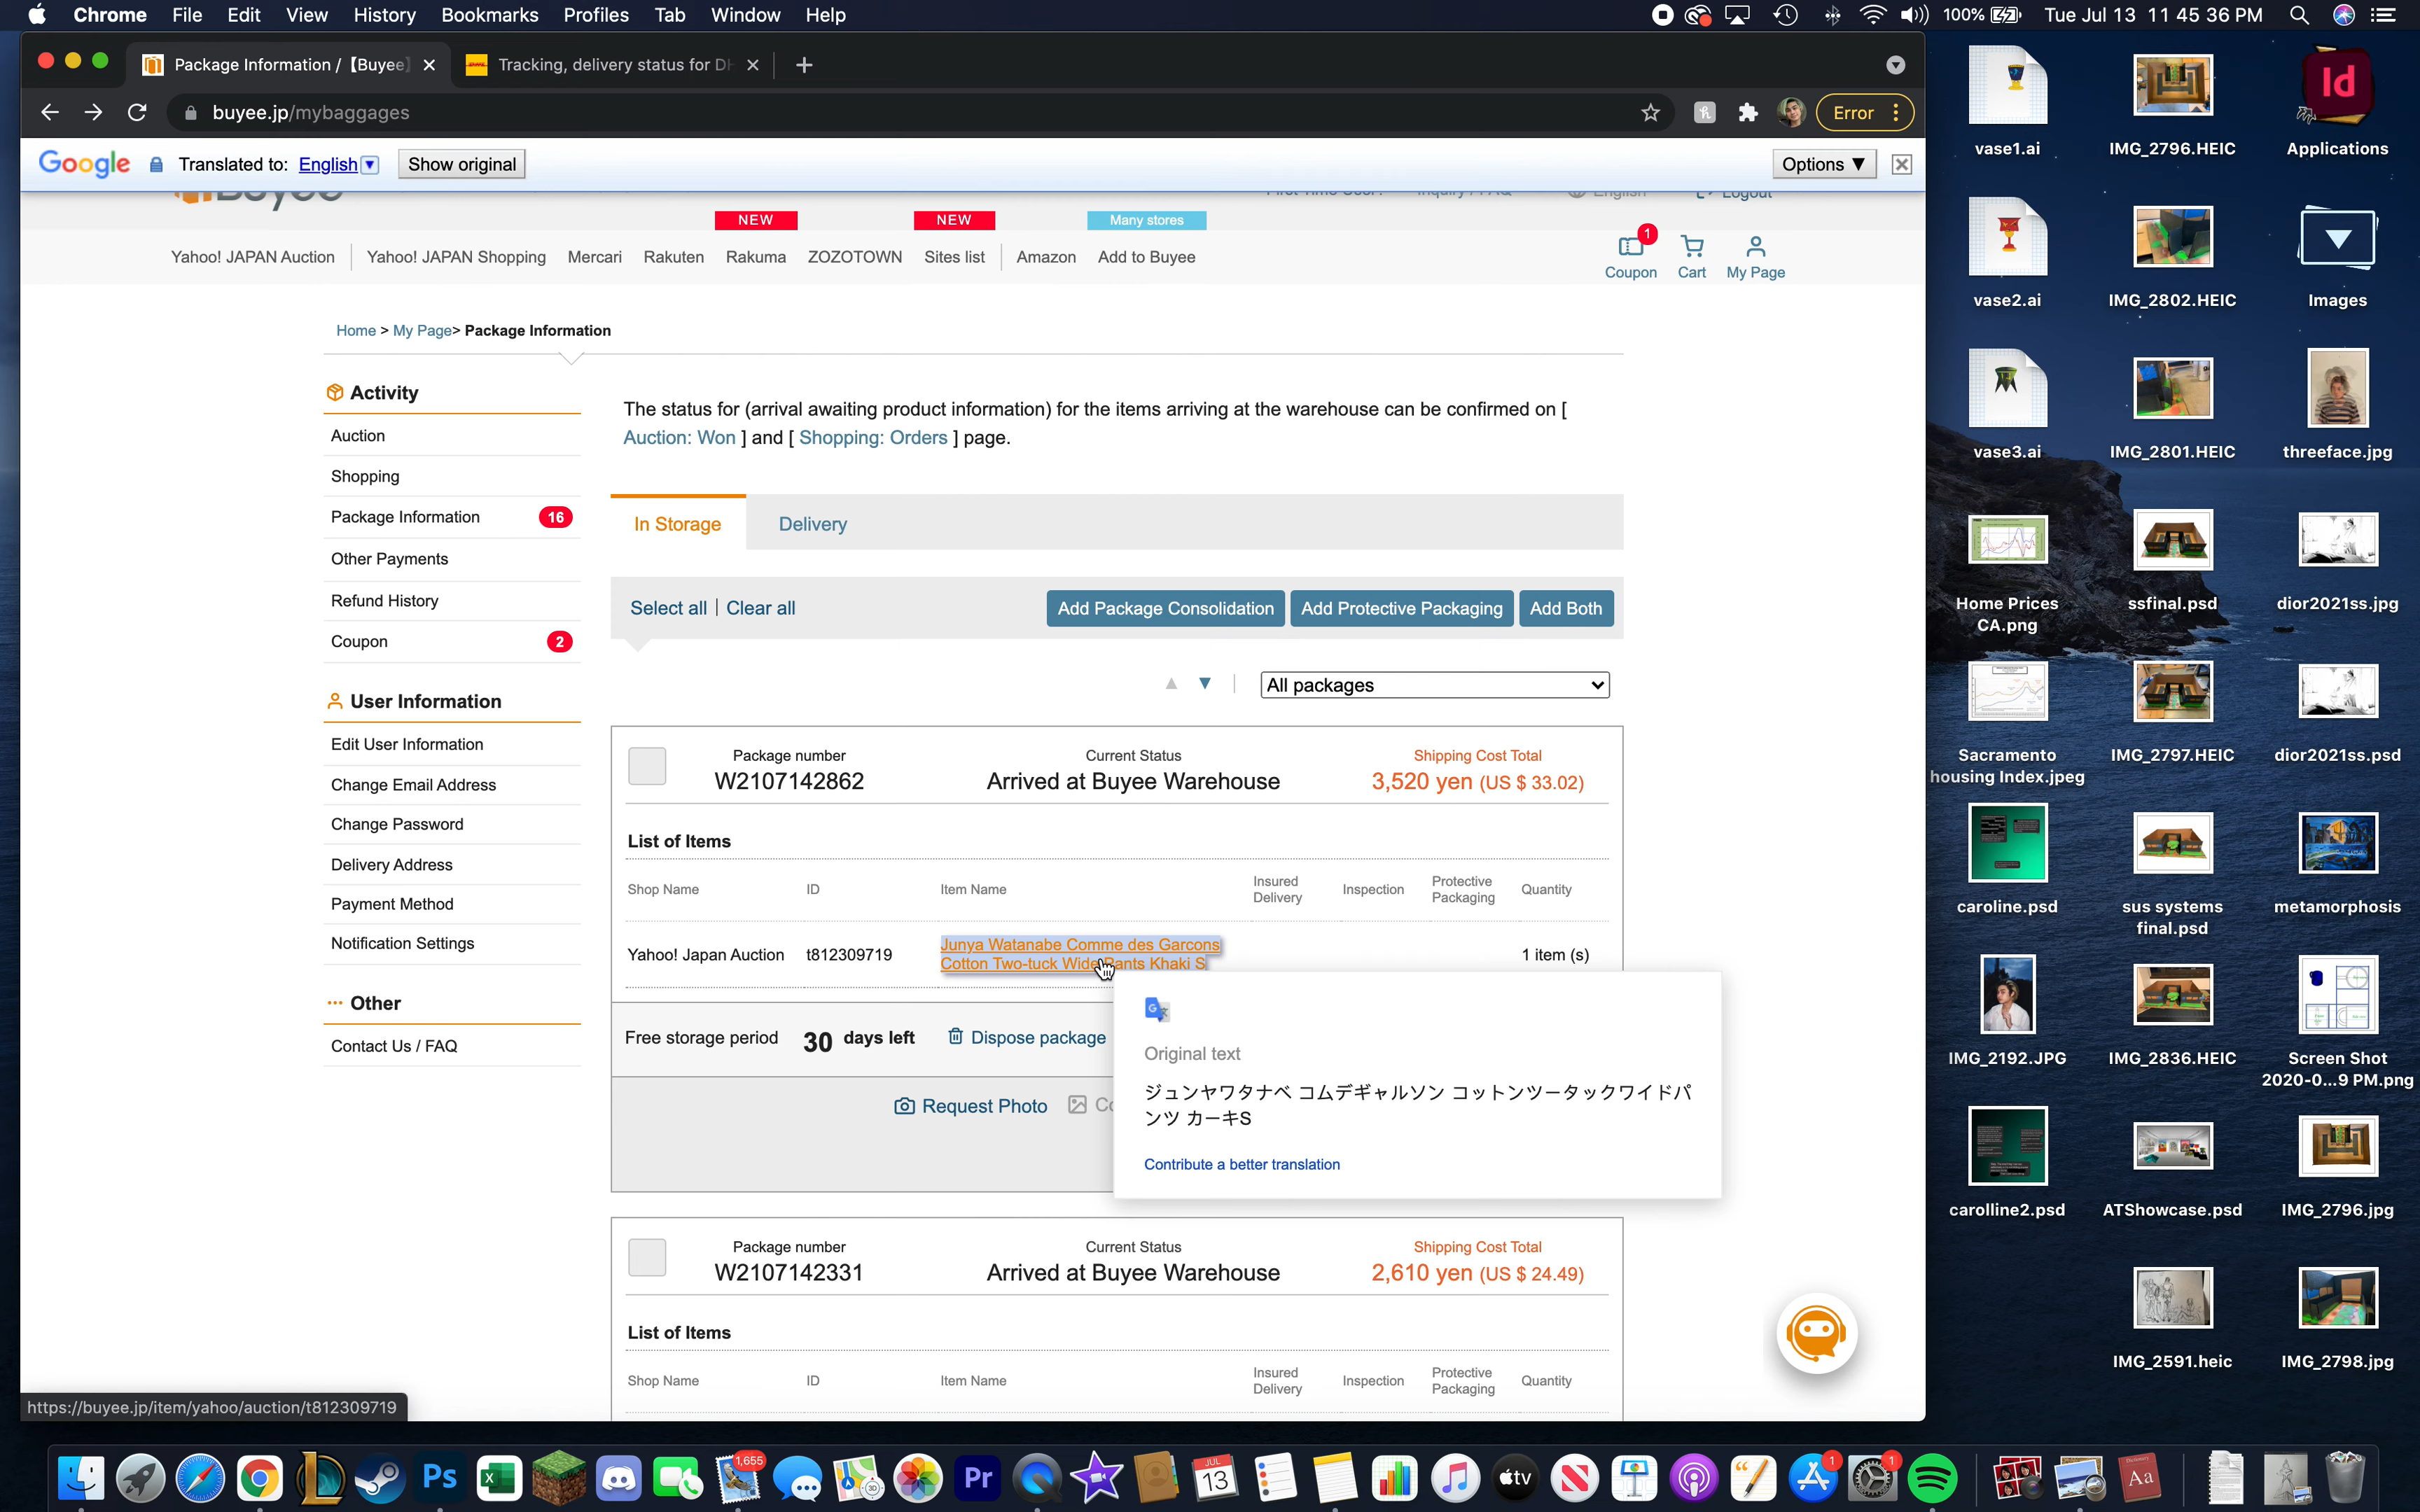 Chrome File Edit View History Bookmarks Profiles Tab Window Help
100% Tue Jul 13 11 45 36 PM
Package Information /【Buyee】
Tracking, delivery status for DH
buyee.jp/mybaggages
Error
Google Translated to: English Show original Options ▼
English Logout
NEW NEW Many stores
Yahoo! JAPAN Auction Yahoo! JAPAN Shopping Mercari Rakuten Rakuma ZOZOTOWN Sites list Amazon Add to Buyee
1
Coupon Cart My Page
Home > My Page> Package Information
Activity
Auction
Shopping
Package Information 16
Other Payments
Refund History
Coupon 2
User Information
Edit User Information
Change Email Address
Change Password
Delivery Address
Payment Method
Notification Settings
Other
Contact Us / FAQ
The status for (arrival awaiting product information) for the items arriving at the warehouse can be confirmed on [
Auction: Won ] and [ Shopping: Orders ] page.
In Storage Delivery
Select all | Clear all
Add Package Consolidation Add Protective Packaging Add Both
All packages
Package number Current Status Shipping Cost Total
W2107142862 Arrived at Buyee Warehouse 3,520 yen (US $ 33.02)
List of Items
Shop Name ID Item Name Insured Delivery Inspection Protective Packaging Quantity
Yahoo! Japan Auction t812309719 Junya Watanabe Comme des Garcons 1 item (s)
Cotton Two-tuck Wide Pants Khaki S
Free storage period 30 days left Dispose package
Request Photo
Original text
ジュンヤワタナベ コムデギャルソン コットンツータックワイドパ
ンツ カーキS
Contribute a better translation
Package number Current Status Shipping Cost Total
W2107142331 Arrived at Buyee Warehouse 2,610 yen (US $ 24.49)
List of Items
Shop Name ID Item Name Insured Delivery Inspection Protective Packaging Quantity
https://buyee.jp/item/yahoo/auction/t812309719
vase1.ai IMG_2796.HEIC Applications
Id
vase2.ai IMG_2802.HEIC Images
vase3.ai IMG_2801.HEIC threeface.jpg
Home Prices ssfinal.psd dior2021ss.jpg
CA.png
Sacramento IMG_2797.HEIC dior2021ss.psd
housing Index.jpeg
caroline.psd sus systems metamorphosis
final.psd
IMG_2192.JPG IMG_2836.HEIC Screen Shot
2020-0...9 PM.png
carolline2.psd ATShowcase.psd IMG_2796.jpg
IMG_2591.heic IMG_2798.jpg
Ps 1,655 Pr JUL 13 tv 1 1 Aa